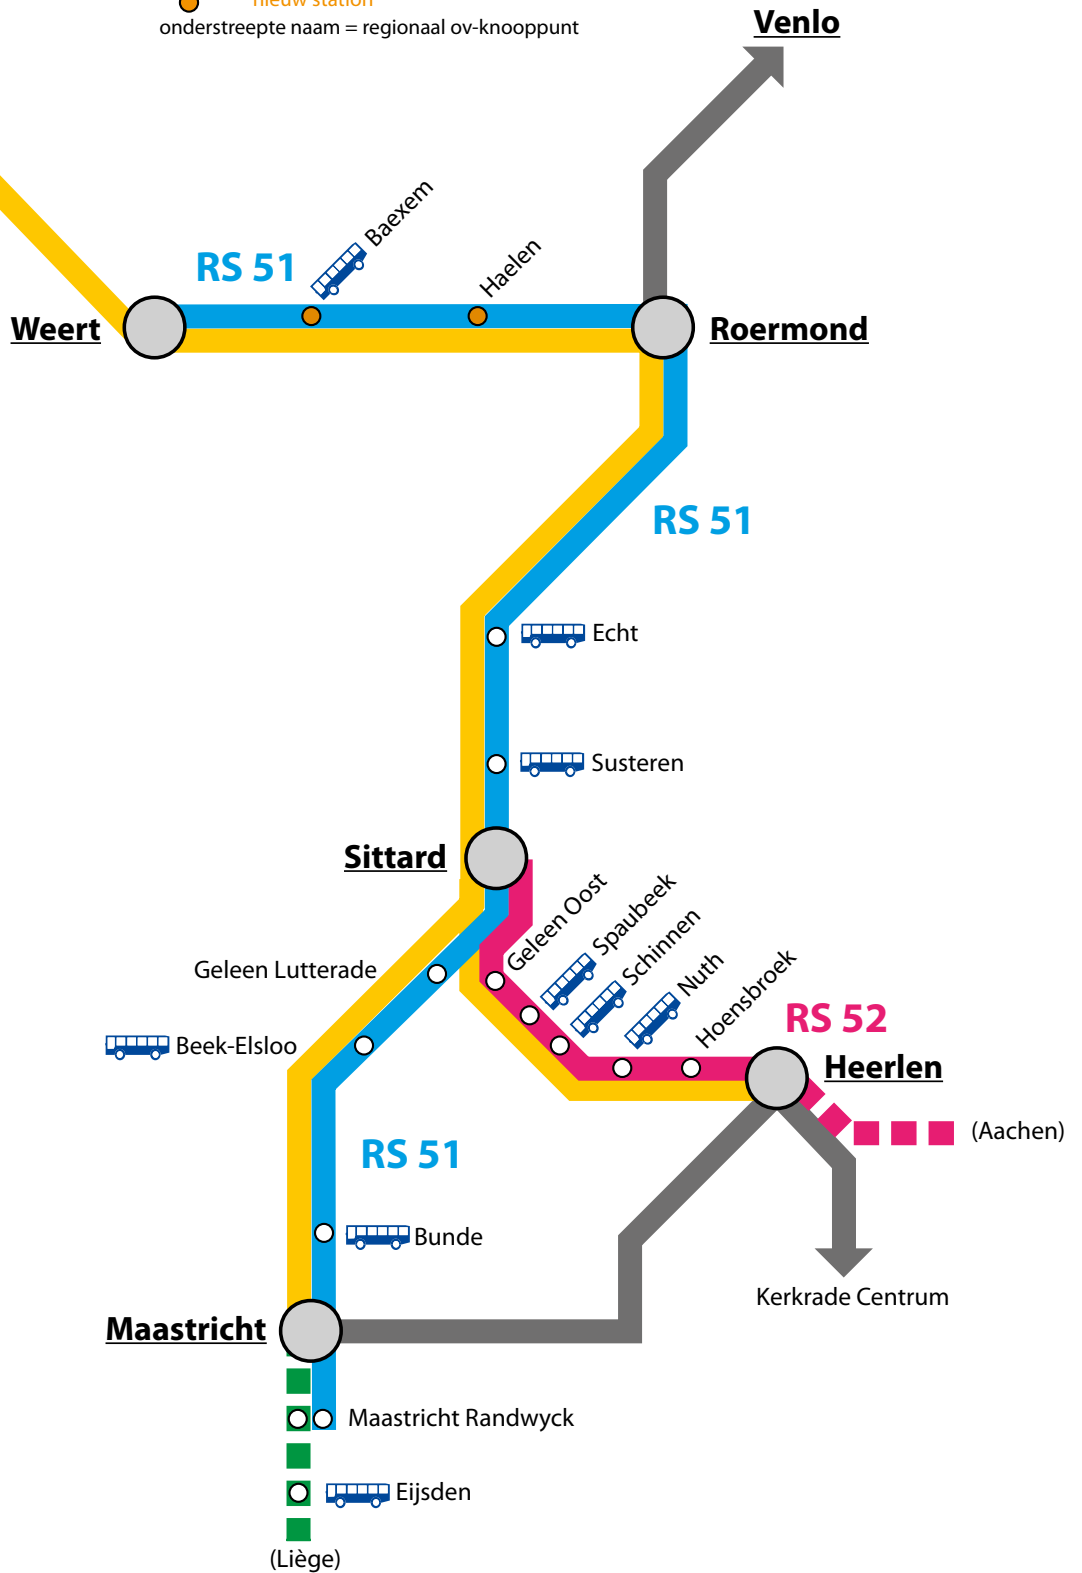 nieuw station
onderstreepte naam = regionaal ov-knooppunt
Venlo
Baexem
RS 51
Haelen
Weert
Roermond
RS 51
Echt
Susteren
Sittard
Geleen Oost
Spaubeek
Schinnen
Nuth
Hoensbroek
Geleen Lutterade
RS 52
Beek-Elsloo
Heerlen
(Aachen)
RS 51
Bunde
Kerkrade Centrum
Maastricht
Maastricht Randwyck
Eijsden
(Liège)